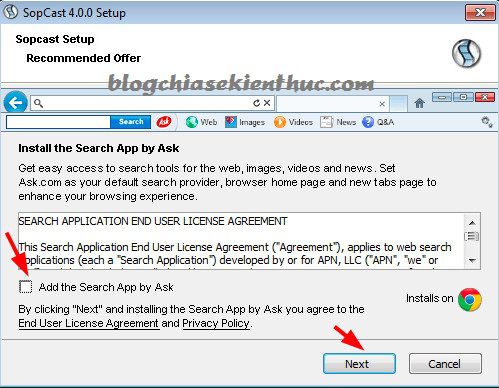 SopCast 4.0.0 Setup
Sopcast Setup
Recommended Offer
blogchiasekienthuc.com
Search
Ask
Web
Images
Videos
News
Q&A
Install the Search App by Ask
Get easy access to search tools for the web, images, videos and news. Set
Ask.com as your default search provider, browser home page and new tabs page to
enhance your browsing experience.
SEARCH APPLICATION END USER LICENSE AGREEMENT
This Search Application End User License Agreement ("Agreement"), applies to web search
applications (each a "Search Application") developed by or for APN, LLC ("APN", "we" or
Add the Search App by Ask
Installs on
By clicking "Next" and installing the Search App by Ask you agree to the
End User License Agreement and Privacy Policy.
Next
Cancel